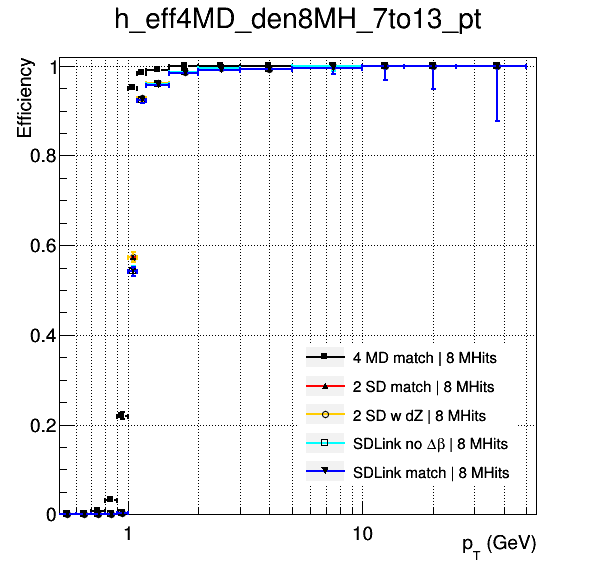 h_eff4MD_den8MH_7to13_pt
Efficiency
1
0.8
0.6
0.4
0.2
0
4 MD match | 8 MHits
2 SD match | 8 MHits
2 SD w dZ | 8 MHits
SDLink no Δβ | 8 MHits
SDLink match | 8 MHits
1
10
pT (GeV)